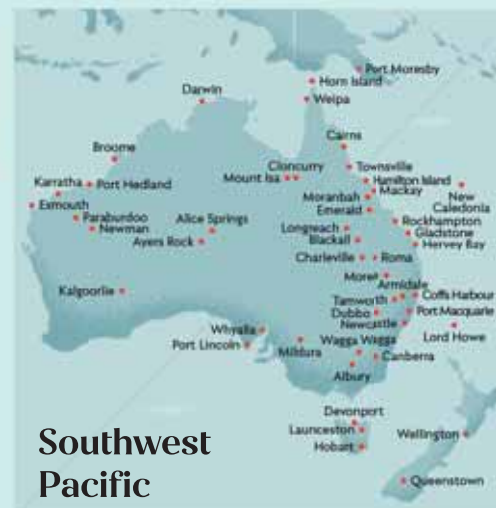 Port Moresby
Horn Island
Darwin
Weipa
Cairns
Broome
Cloncurry
Townsville
Karratha
Port Hedland
Mount Isa
Hamilton Island
Mackay
New
Caledonia
Exmouth
Moranbah
Emerald
Paraburdoo
Newman
Alice Springs
Rockhampton
Gladstone
Hervey Bay
Longreach
Blackall
Ayers Rock
Charleville
Roma
Moree
Armidale
Kalgoorlie
Tamworth
Coffs Harbour
Dubbo
Port Macquarie
Newcastle
Whyalla
Port Lincoln
Mildura
Wagga Wagga
Lord Howe
Canberra
Albury
Devonport
Launceston
Hobart
Wellington
Queenstown
Southwest
Pacific